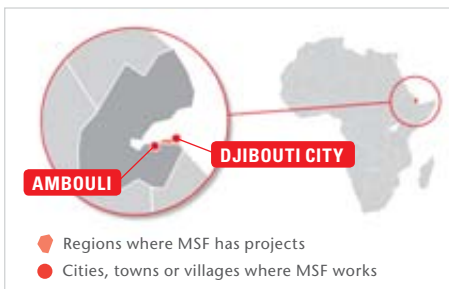 DJIBOUTI CITY
AMBOULI
Regions where MSF has projects
Cities, towns or villages where MSF works